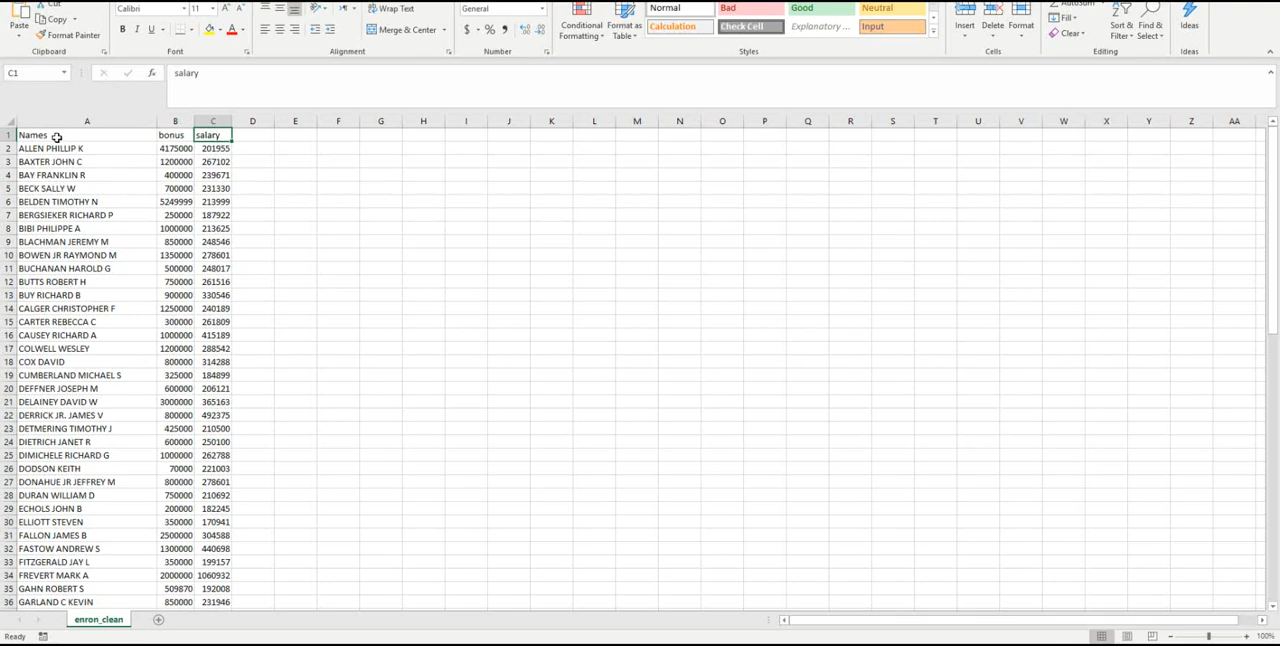 Cut
Paste
Copy
Format Painter
Clipboard
Calibri 11 A A
B I U A
Font
Wrap Text
Merge & Center
Alignment
General
$ % ,
Number
Conditional Formatting
Format as Table
Normal Bad Good Neutral
Calculation Check Cell Explanatory ... Input
Styles
Insert Delete Format
Cells
AutoSum
Fill
Clear
Sort & Filter
Find & Select
Editing
Ideas
Ideas
C1 fx salary
A B C D E F G H I J K L M N O P Q R S T U V W X Y Z AA
1 Names bonus salary
2 ALLEN PHILLIP K 4175000 201955
3 BAXTER JOHN C 1200000 267102
4 BAY FRANKLIN R 400000 239671
5 BECK SALLY W 700000 231330
6 BELDEN TIMOTHY N 5249999 213999
7 BERGSIEKER RICHARD P 250000 187922
8 BIBI PHILIPPE A 1000000 213625
9 BLACHMAN JEREMY M 850000 248546
10 BOWEN JR RAYMOND M 1350000 278601
11 BUCHANAN HAROLD G 500000 248017
12 BUTTS ROBERT H 750000 261516
13 BUY RICHARD B 900000 330546
14 CALGER CHRISTOPHER F 1250000 240189
15 CARTER REBECCA C 300000 261809
16 CAUSEY RICHARD A 1000000 415189
17 COLWELL WESLEY 1200000 288542
18 COX DAVID 800000 314288
19 CUMBERLAND MICHAEL S 325000 184899
20 DEFFNER JOSEPH M 600000 206121
21 DELAINEY DAVID W 3000000 365163
22 DERRICK JR. JAMES V 800000 492375
23 DETMERING TIMOTHY J 425000 210500
24 DIETRICH JANET R 600000 250100
25 DIMICHELE RICHARD G 1000000 262788
26 DODSON KEITH 70000 221003
27 DONAHUE JR JEFFREY M 800000 278601
28 DURAN WILLIAM D 750000 210692
29 ECHOLS JOHN B 200000 182245
30 ELLIOTT STEVEN 350000 170941
31 FALLON JAMES B 2500000 304588
32 FASTOW ANDREW S 1300000 440698
33 FITZGERALD JAY L 350000 199157
34 FREVERT MARK A 2000000 1060932
35 GAHN ROBERT S 509870 192008
36 GARLAND C KEVIN 850000 231946
enron_clean
Ready 100%